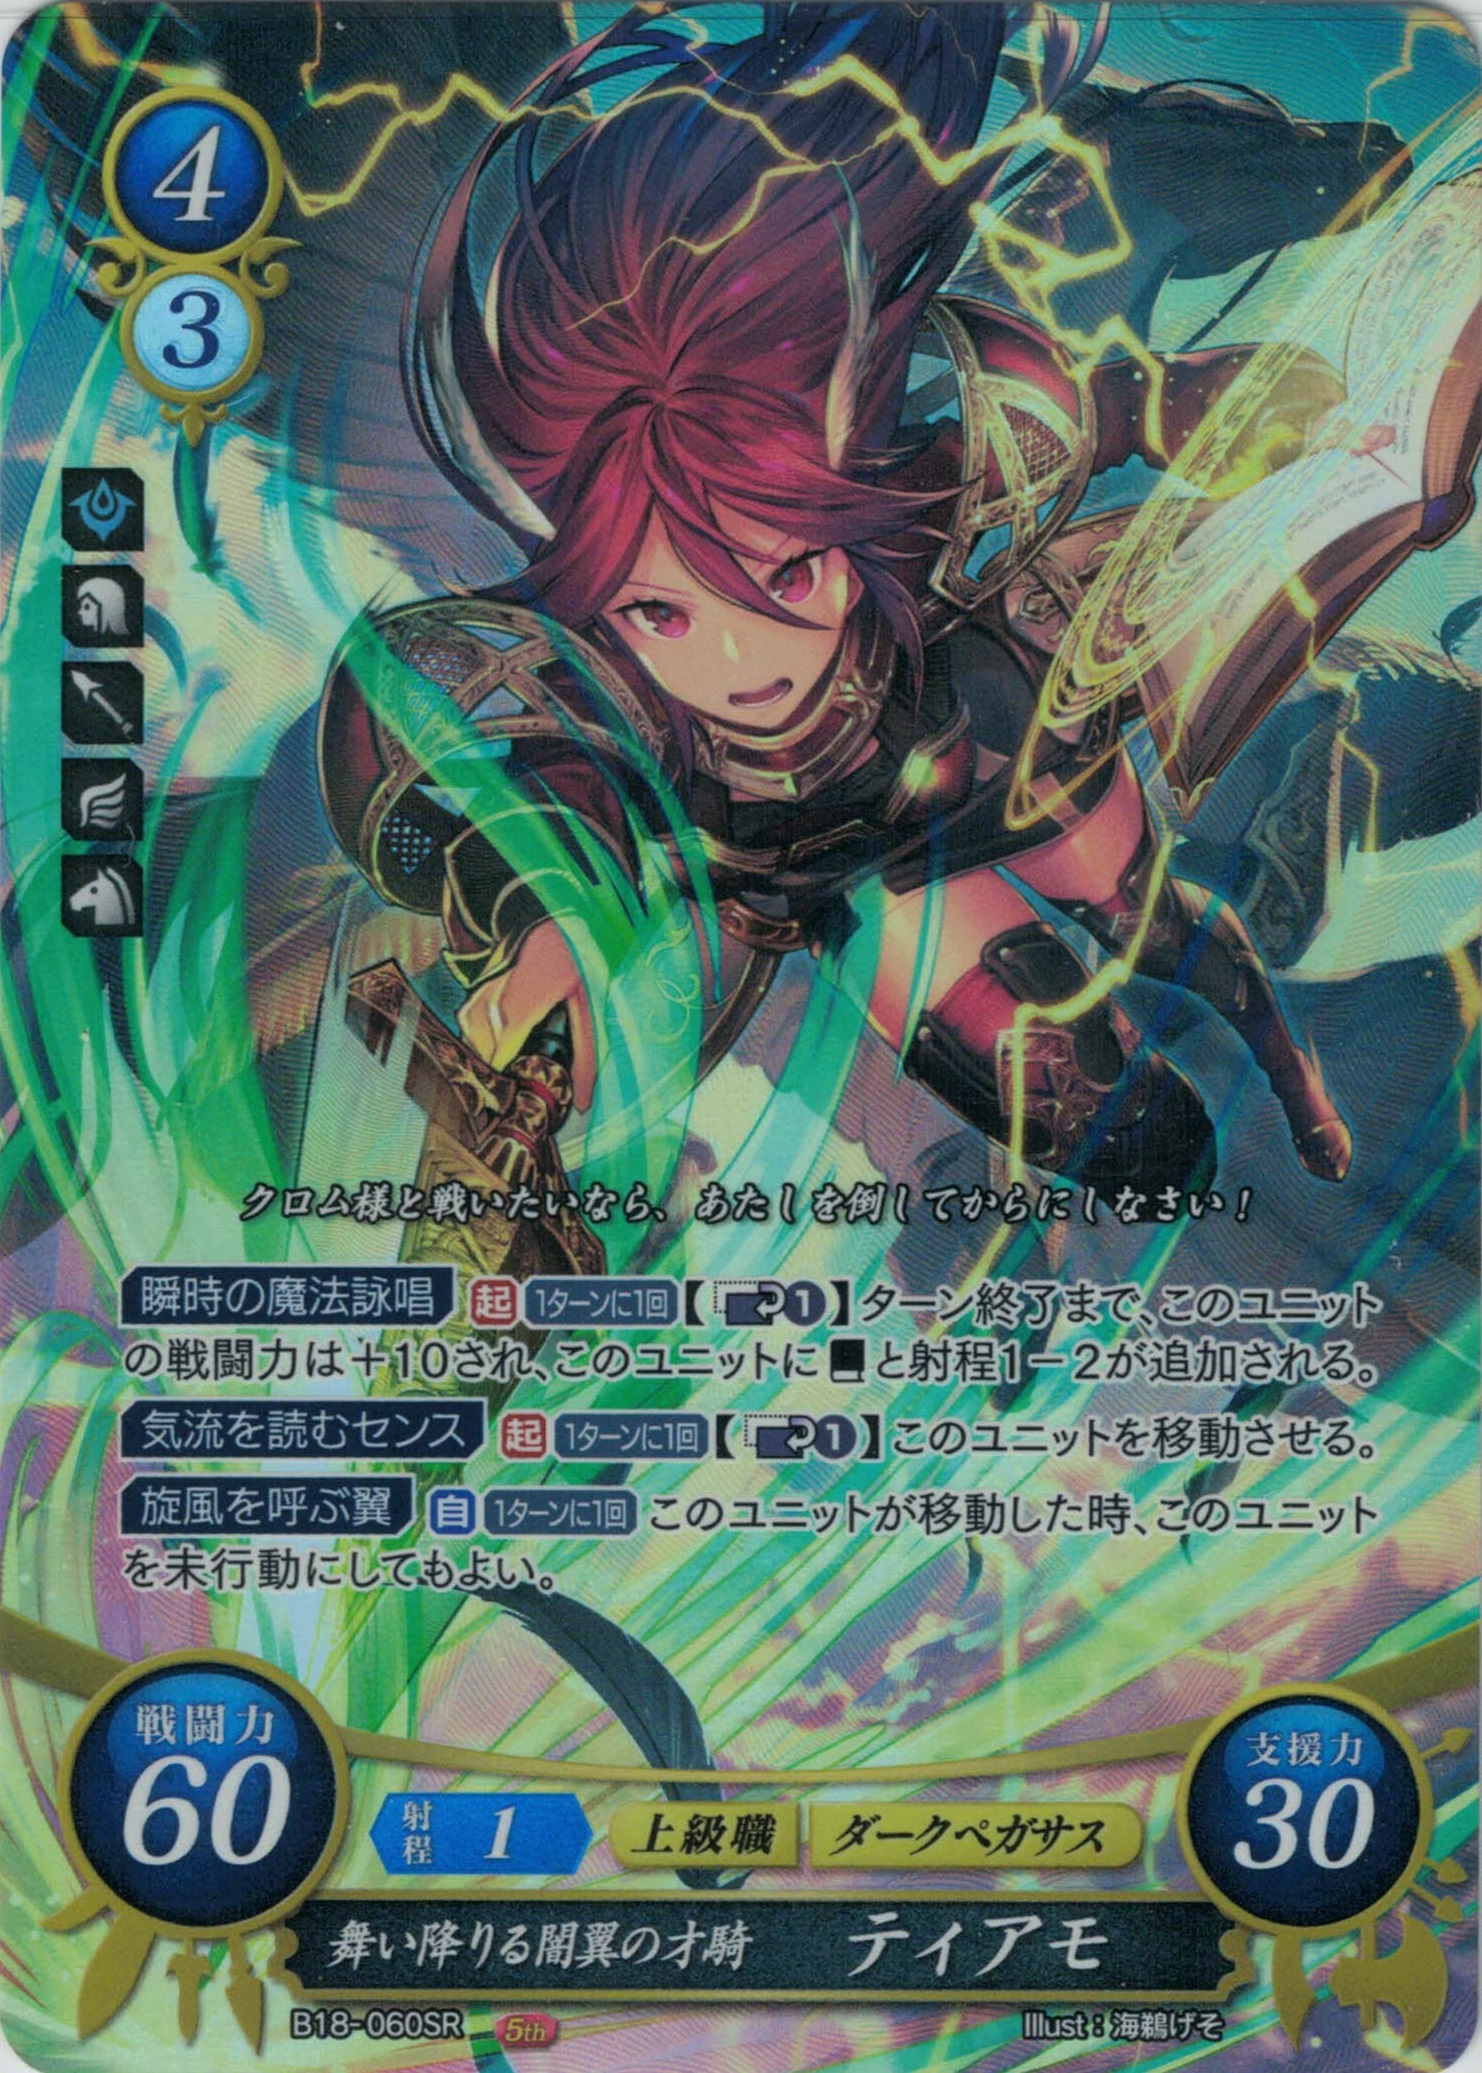 4
3
クロム様と戦いたいなら、あたしを倒してからにしなさい！
瞬時の魔法詠唱 起 1ターンに1回 【 1】ターン終了まで、このユニット
の戦闘力は＋10され、このユニットに と射程1－2が追加される。
気流を読むセンス 起 1ターンに1回 【 1】このユニットを移動させる。
旋風を呼ぶ翼 自 1ターンに1回 このユニットが移動した時、このユニット
を未行動にしてもよい。
戦闘力 60
射程 1 上級職 ダークペガサス
支援力 30
舞い降りる闇翼の才騎 ティアモ
B18-060SR 5th Illust：海鵜げそ